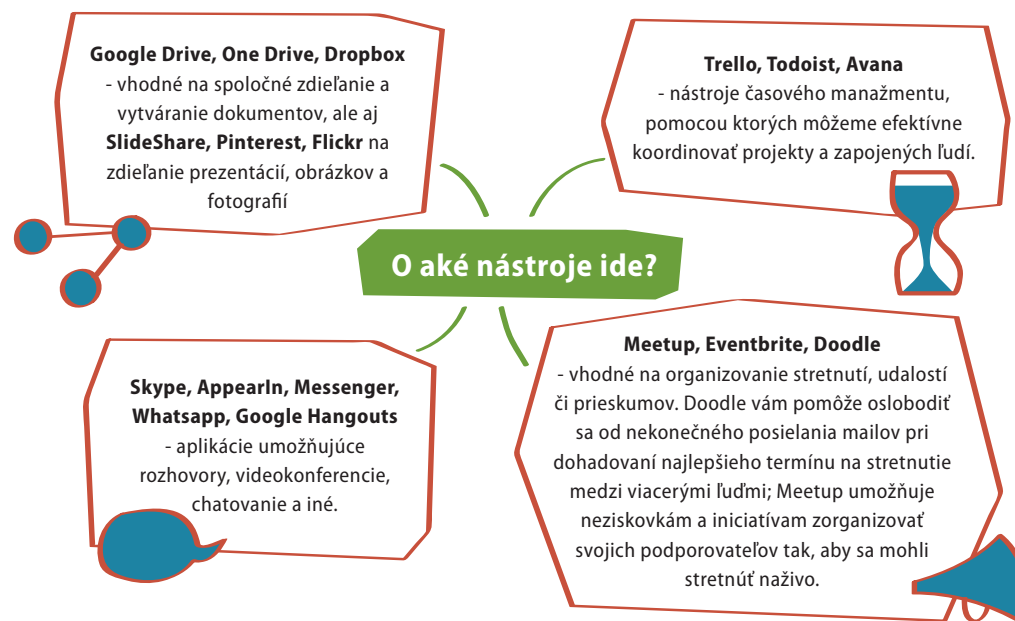 Google Drive, One Drive, Dropbox
- vhodné na spoločné zdieľanie a
vytváranie dokumentov, ale aj
SlideShare, Pinterest, Flickr na
zdieľanie prezentácií, obrázkov a
fotografií
Trello, Todoist, Avana
- nástroje časového manažmentu,
pomocou ktorých môžeme efektívne
koordinovať projekty a zapojených ľudí.
O aké nástroje ide?
Skype, AppearIn, Messenger,
Whatsapp, Google Hangouts
- aplikácie umožňujúce
rozhovory, videokonferencie,
chatovanie a iné.
Meetup, Eventbrite, Doodle
- vhodné na organizovanie stretnutí, udalostí
či prieskumov. Doodle vám pomôže oslobodiť
sa od nekonečného posielania mailov pri
dohadovaní najlepšieho termínu na stretnutie
medzi viacerými ľuďmi; Meetup umožňuje
neziskovkám a iniciatívam zorganizovať
svojich podporovateľov tak, aby sa mohli
stretnúť naživo.